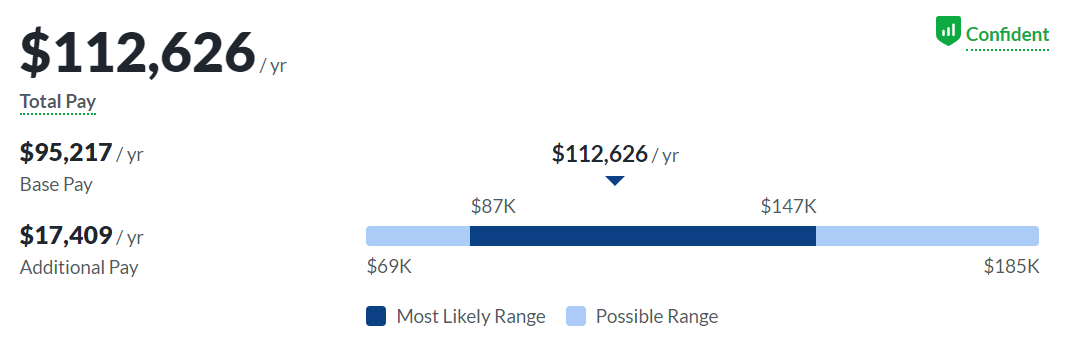 $112,626 / yr
Confident
Total Pay
$95,217 / yr
Base Pay
$17,409 / yr
Additional Pay
$112,626 / yr
$87K
$147K
$69K
$185K
Most Likely Range
Possible Range